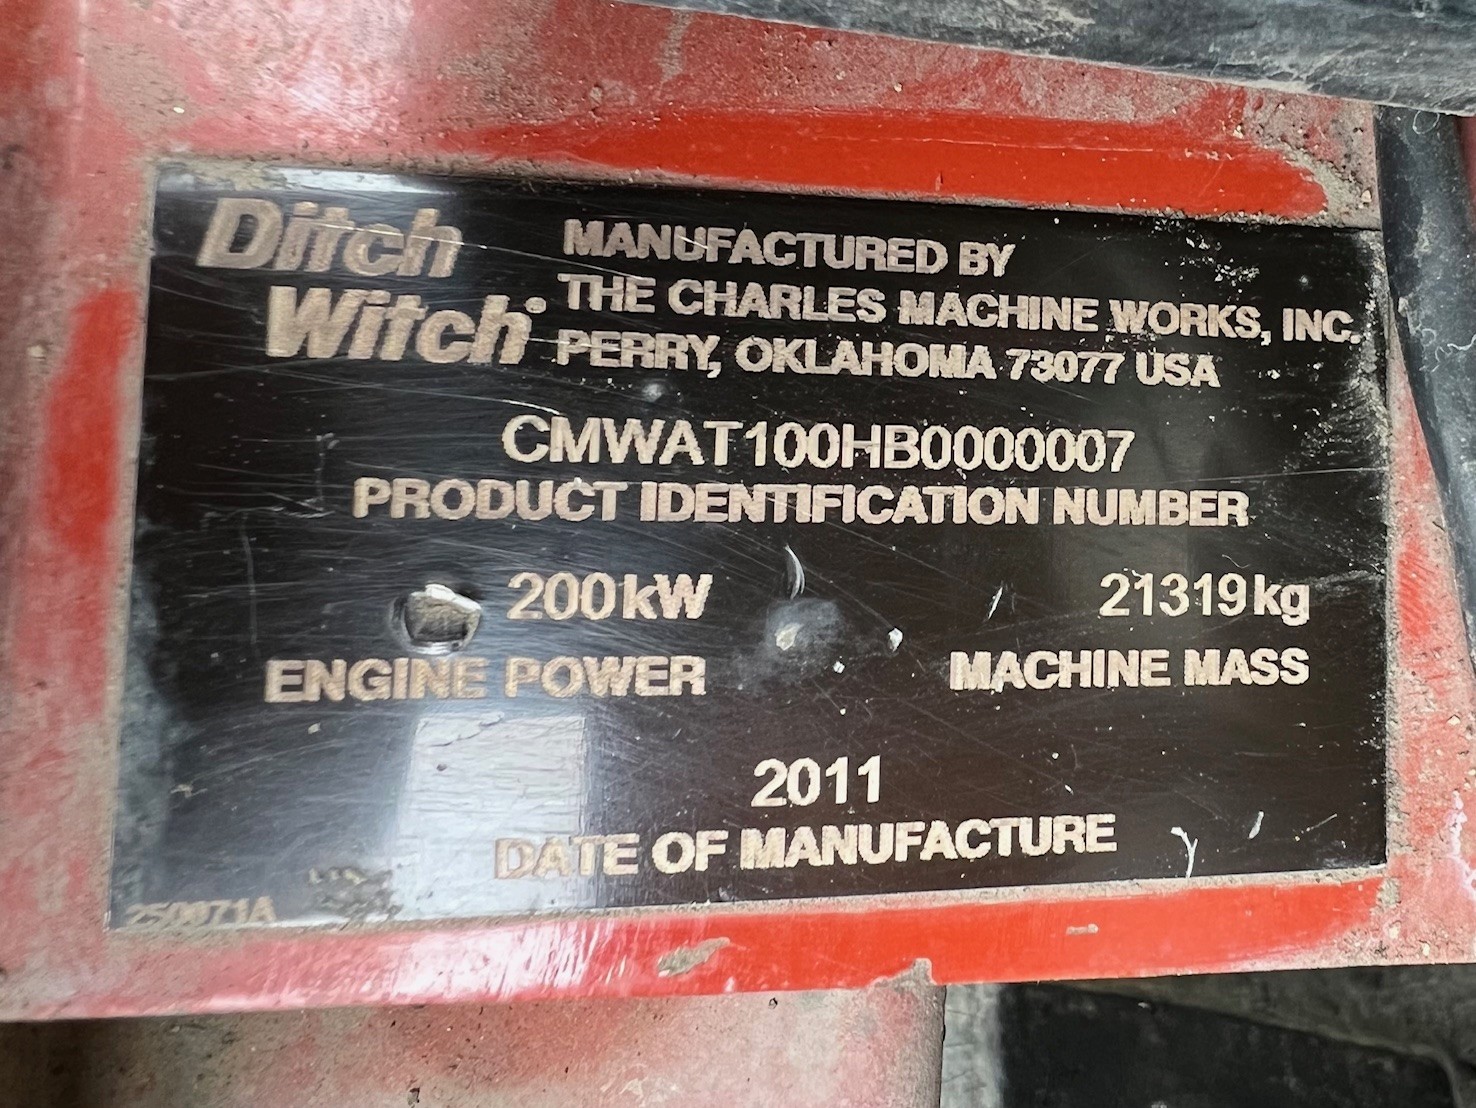 Ditch
Witch®
MANUFACTURED BY
THE CHARLES MACHINE WORKS, INC.
PERRY, OKLAHOMA 73077 USA
CMWAT100HB0000007
PRODUCT IDENTIFICATION NUMBER
200kW
21319kg
ENGINE POWER
MACHINE MASS
2011
DATE OF MANUFACTURE